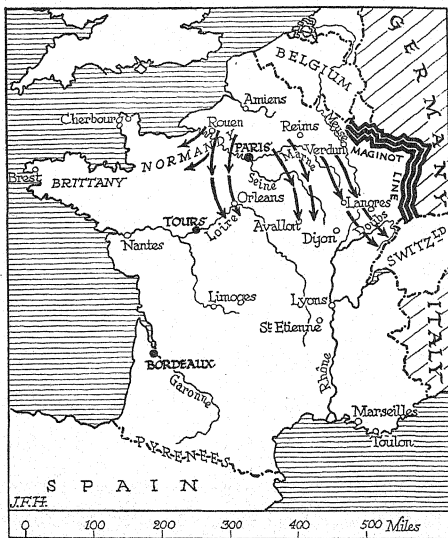 GERMANY
BELGIUM
Amiens
Cherbourg
Rouen
Reims
Meuse
NORMANDY
PARIS
Marne
Verdun
MAGINOT LINE
Brest
BRITTANY
Seine
Orleans
Langres
TOURS
Loire
Avallon
Doubs
Dijon
Nantes
SWITZLD
Limoges
Lyons
ITALY
St Etienne
BORDEAUX
Rhône
Garonne
Marseilles
Toulon
PYRENEES
SPAIN
J.F.H.
0 100 200 300 400 500 Miles